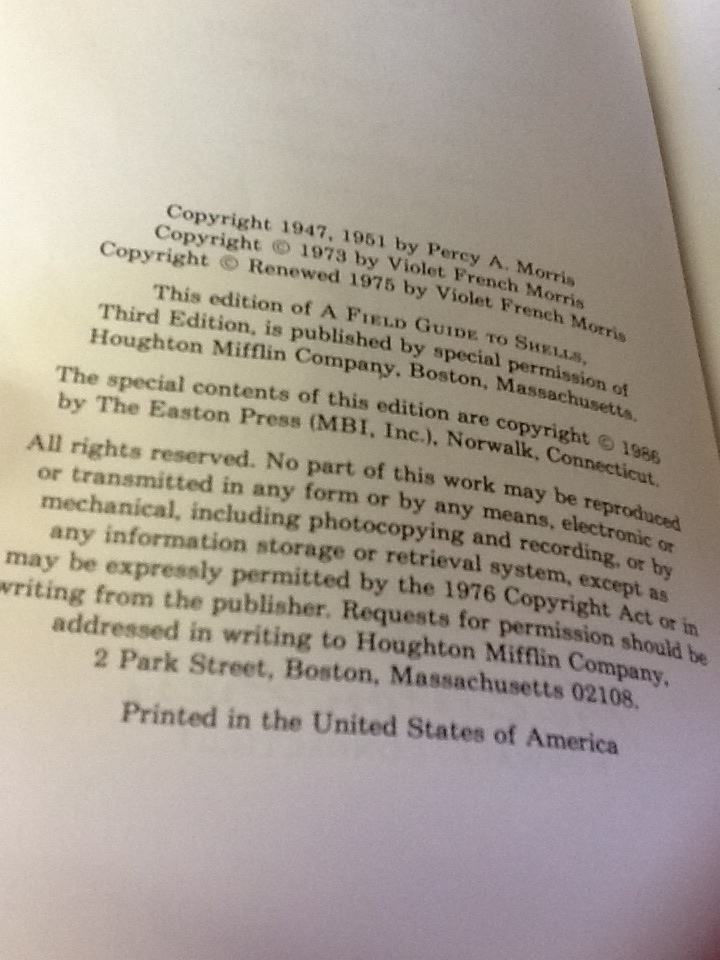 Copyright 1947, 1951 by Percy A. Morris
Copyright © 1973 by Violet French Morris
Copyright © Renewed 1975 by Violet French Morris
This edition of A FIELD GUIDE TO SHELLS,
Third Edition, is published by special permission of
Houghton Mifflin Company, Boston, Massachusetts.
The special contents of this edition are copyright © 1986
by The Easton Press (MBI, Inc.), Norwalk, Connecticut.
All rights reserved. No part of this work may be reproduced
or transmitted in any form or by any means, electronic or
mechanical, including photocopying and recording, or by
any information storage or retrieval system, except as
may be expressly permitted by the 1976 Copyright Act or in
writing from the publisher. Requests for permission should be
addressed in writing to Houghton Mifflin Company,
2 Park Street, Boston, Massachusetts 02108.
Printed in the United States of America